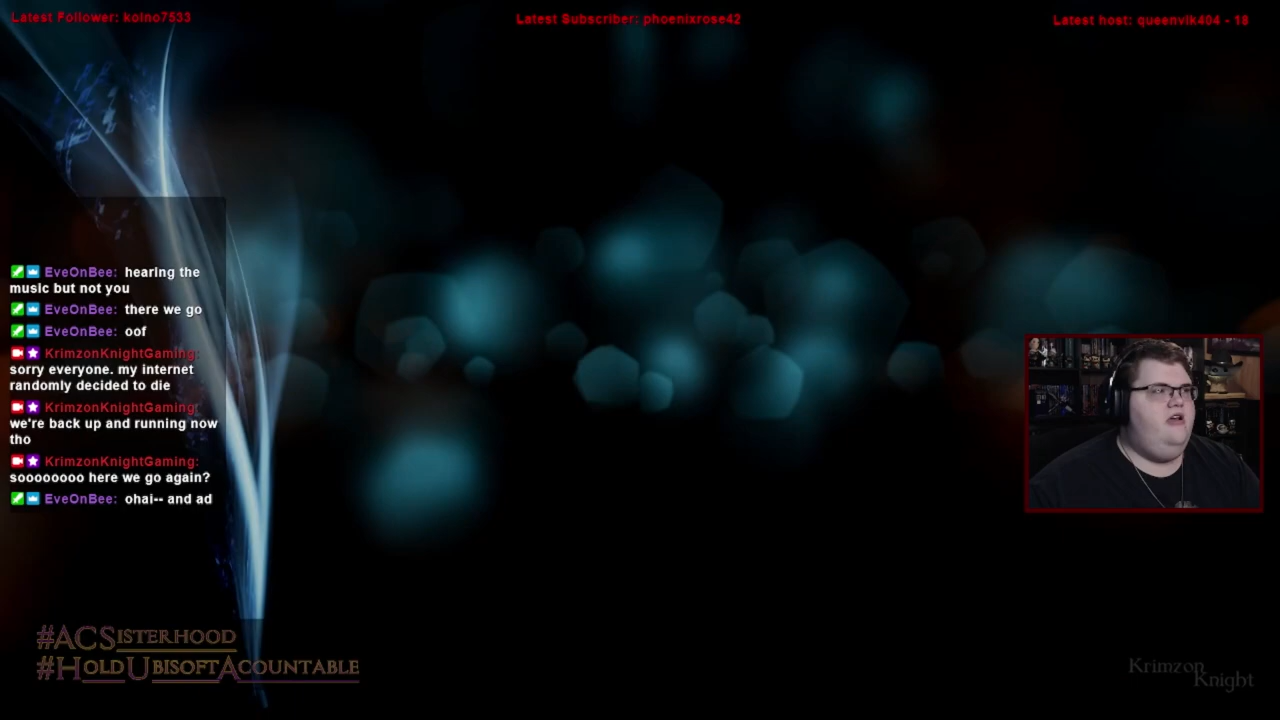 Latest Follower: kolno7533
Latest Subscriber: phoenixrose42
Latest host: queenvik404 - 18
EveOnBee: hearing the
music but not you
EveOnBee: there we go
EveOnBee: oof
KrimzonKnightGaming:
sorry everyone. my internet
randomly decided to die
KrimzonKnightGaming:
we're back up and running now
tho
KrimzonKnightGaming:
soooooooo here we go again?
EveOnBee: ohai-- and ad
#ACSisterhood
#HoldUbisoftAcountable
Krimzon
Knight